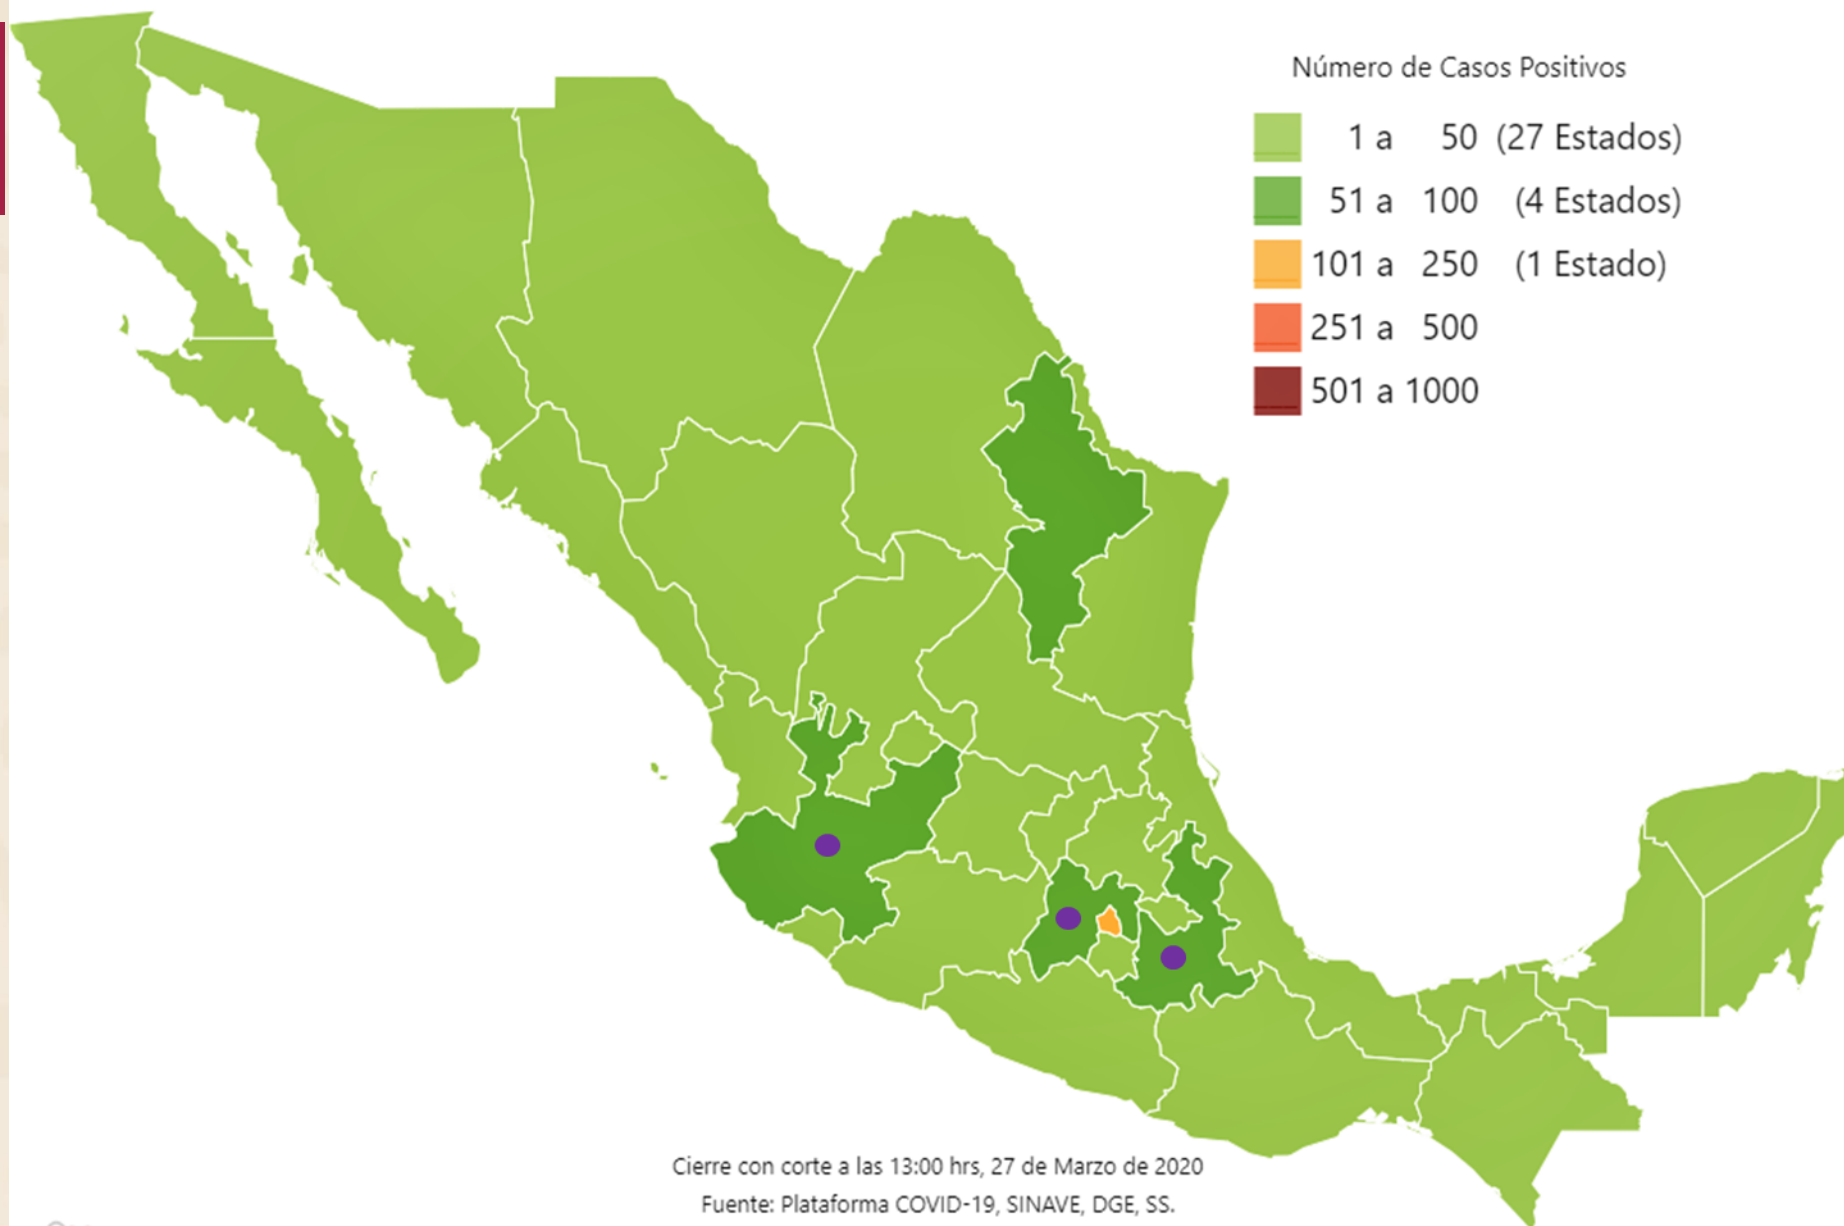 Número de Casos Positivos
1 a 50 (27 Estados)
51 a 100 (4 Estados)
101 a 250 (1 Estado)
251 a 500
501 a 1000
Cierre con corte a las 13:00 hrs, 27 de Marzo de 2020
Fuente: Plataforma COVID-19, SINAVE, DGE, SS.